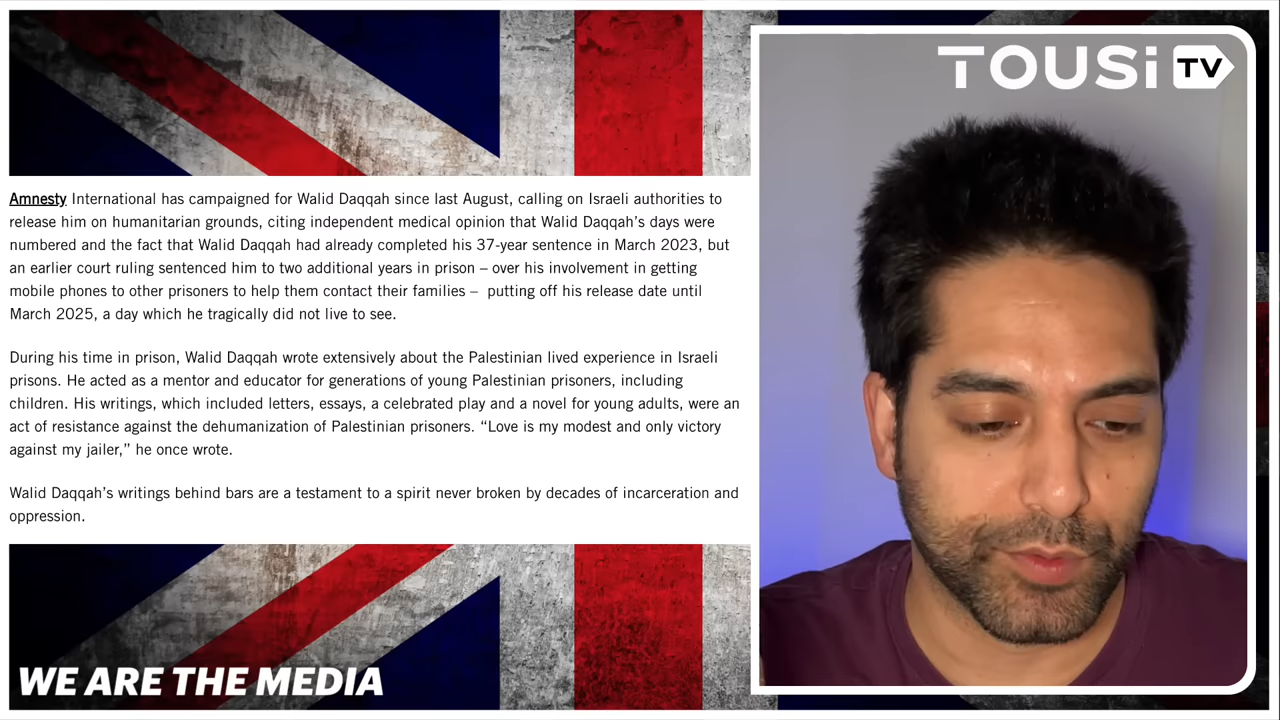 TOUSi TV
Amnesty International has campaigned for Walid Daqqah since last August, calling on Israeli authorities to
release him on humanitarian grounds, citing independent medical opinion that Walid Daqqah’s days were
numbered and the fact that Walid Daqqah had already completed his 37-year sentence in March 2023, but
an earlier court ruling sentenced him to two additional years in prison – over his involvement in getting
mobile phones to other prisoners to help them contact their families – putting off his release date until
March 2025, a day which he tragically did not live to see.
During his time in prison, Walid Daqqah wrote extensively about the Palestinian lived experience in Israeli
prisons. He acted as a mentor and educator for generations of young Palestinian prisoners, including
children. His writings, which included letters, essays, a celebrated play and a novel for young adults, were an
act of resistance against the dehumanization of Palestinian prisoners. “Love is my modest and only victory
against my jailer,” he once wrote.
Walid Daqqah’s writings behind bars are a testament to a spirit never broken by decades of incarceration and
oppression.
WE ARE THE MEDIA